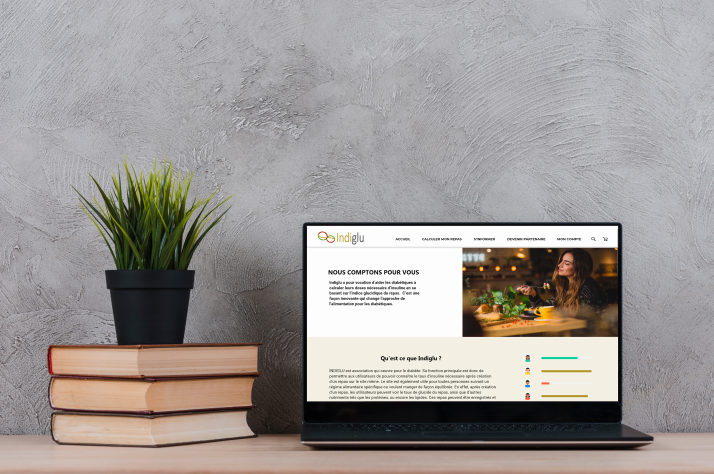 Indiglu
ACCUEIL CALCULER MON REPAS S'INFORMER DEVENIR PARTENAIRE MON COMPTE
NOUS COMPTONS POUR VOUS
Indiglu a pour vocation d'aider les diabétiques à
calculer leurs doses nécessaire d'insuline en se
basant sur l'indice glucidique du repas. C'est une
façon innovante qui change l'approche de
l'alimentation pour les diabétiques.
Qu'est ce que Indiglu ?
INDIGLU est association qui oeuvre pour le diabète. Sa fonction principale est donc de
permettre aux utilisateurs de pouvoir connaître le taux d'insuline nécessaire après création
d'un repas sur le site même. Le site est également utile pour toutes personnes suivant un
régime alimentaire spécifique ou voulant manger de façon équilibrée. En effet, après création
d'un repas, les utilisateurs peuvent voir le taux de glucide du repas, ainsi que d'autres
nutriments tels que les protéines, ou encore les lipides. Ces repas peuvent être enregistrés et